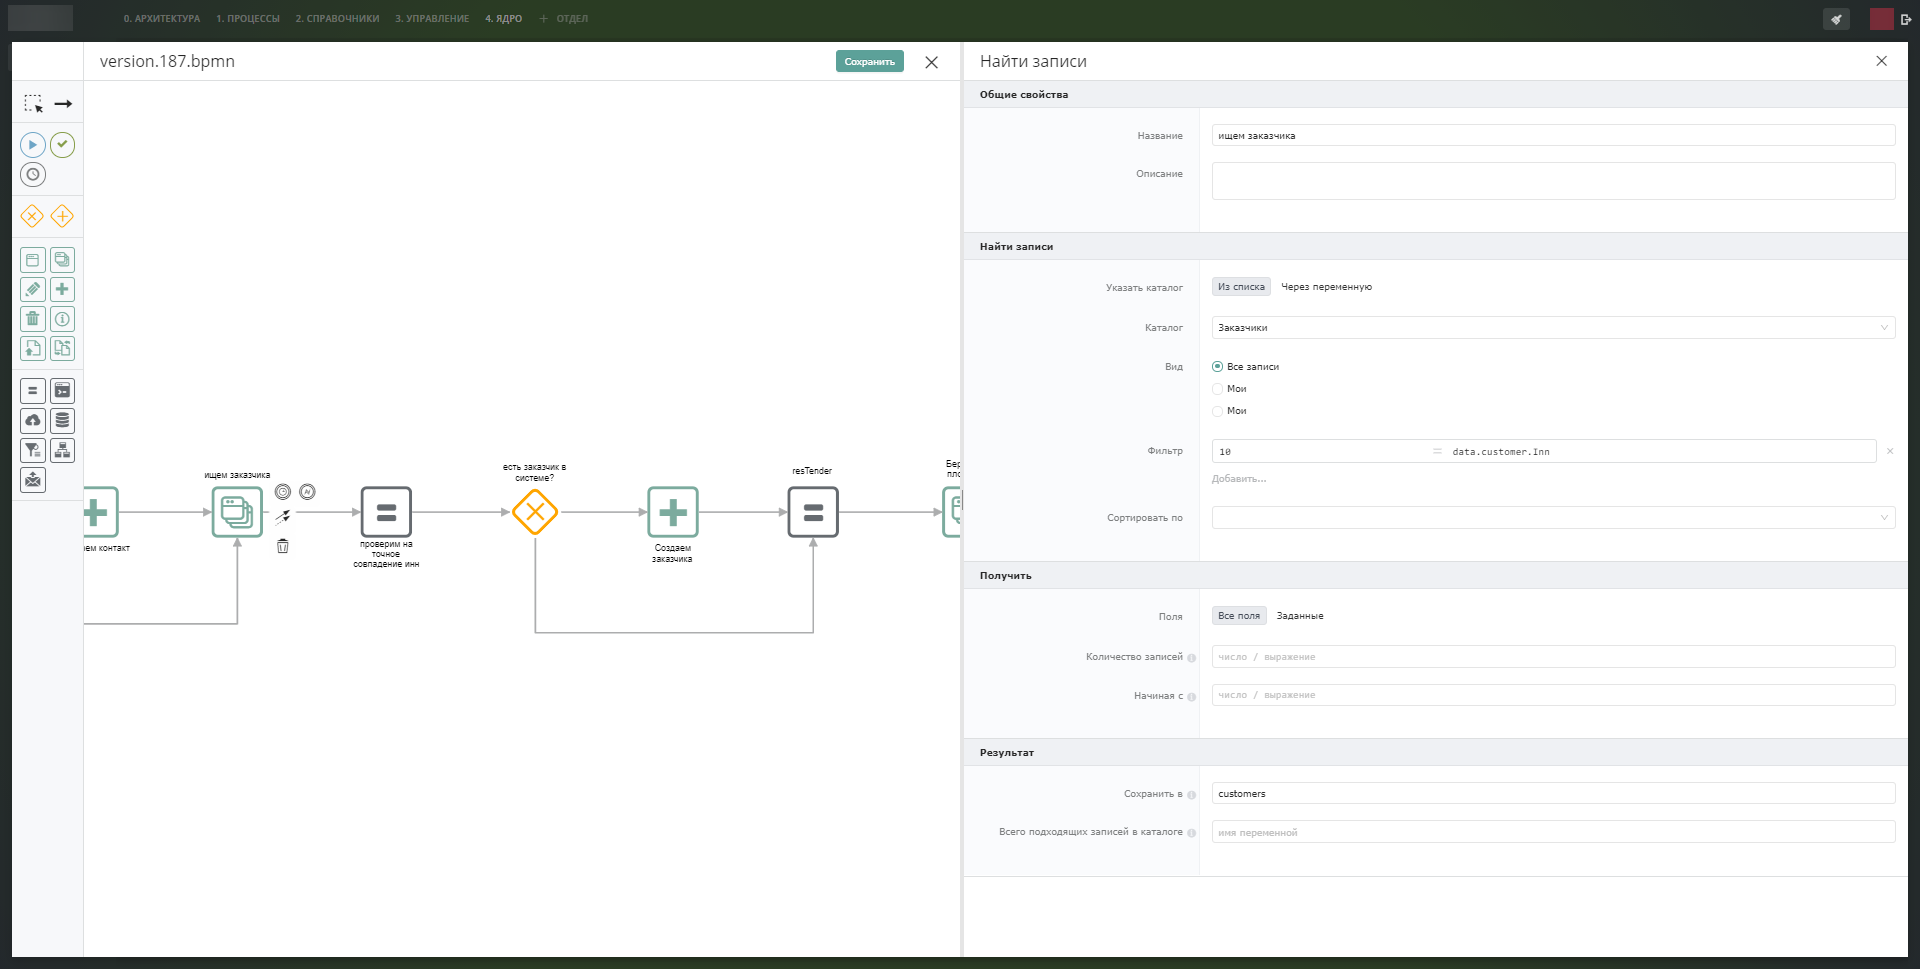 0. АРХИТЕКТУРА 1. ПРОЦЕССЫ 2. СПРАВОЧНИКИ 3. УПРАВЛЕНИЕ 4. ЯДРО + ОТДЕЛ
version.187.bpmn
Сохранить
ищем заказчика
есть заказчик в
системе?
resTender
Бер
пло
ем контакт
проверим на
точное
совпадение инн
Создаем
заказчика
Найти записи
Общие свойства
Название
ищем заказчика
Описание
Найти записи
Указать каталог
Из списка Через переменную
Каталог
Заказчики
Вид
Все записи
Мои
Мои
Фильтр
10 = data.customer.Inn
Добавить...
Сортировать по
Получить
Поля
Все поля Заданные
Количество записей
число / выражение
Начиная с
число / выражение
Результат
Сохранить в
customers
Всего подходящих записей в каталоге
имя переменной